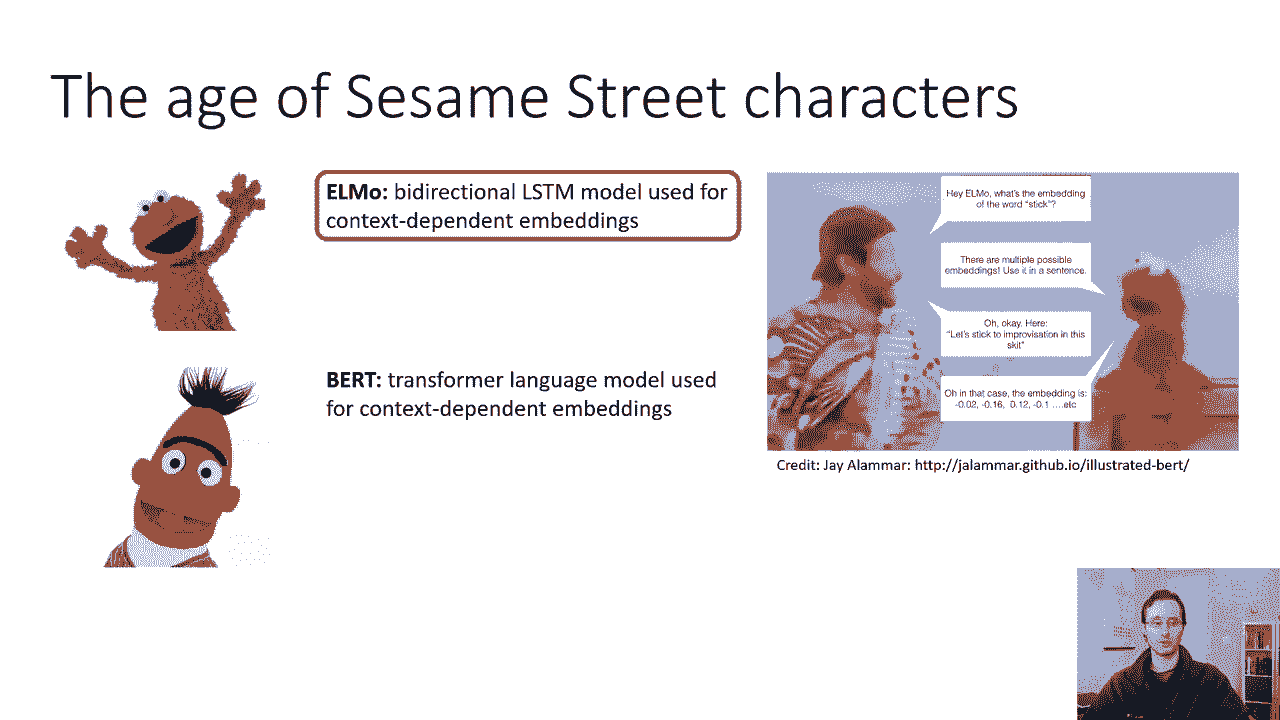 The age of Sesame Street characters
ELMo: bidirectional LSTM model used for
context-dependent embeddings
BERT: transformer language model used
for context-dependent embeddings
Hey ELMo, what's the embedding
of the word "stick"?
There are multiple possible
embeddings! Use it in a sentence.
Oh, okay. Here:
"Let's stick to improvisation in this
skit"
Oh in that case, the embedding is:
-0.02, -0.16, 0.12, -0.1 ....etc
Credit: Jay Alammar: http://jalammar.github.io/illustrated-bert/